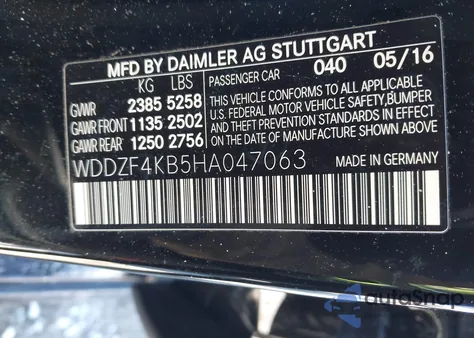 MFD BY DAIMLER AG STUTTGART
KG LBS PASSENGER CAR 040 05/16
GVWR 2385 5258
GAWR FRONT 1135 2502
GAWR REAR 1250 2756
THIS VEHICLE CONFORMS TO ALL APPLICABLE
U.S. FEDERAL MOTOR VEHICLE SAFETY, BUMPER
AND THEFT PREVENTION STANDARDS IN EFFECT
ON THE DATE OF MANUFACTURE SHOWN ABOVE.
WDDZF4KB5HA047063 MADE IN GERMANY
autoSnap